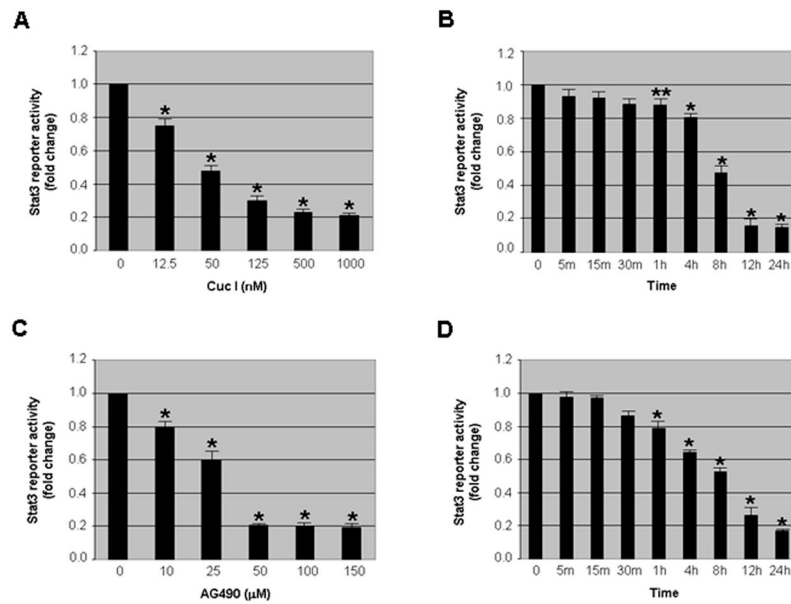 A
Stat3 reporter activity
(fold change)
1.2
1.0
0.8
0.6
0.4
0.2
0.0
*
*
*
*
*
0 12.5 50 125 500 1000
Cuc I (nM)
B
Stat3 reporter activity
(fold change)
1.2
1.0
0.8
0.6
0.4
0.2
0.0
**
*
*
*
*
0 5m 15m 30m 1h 4h 8h 12h 24h
Time
C
Stat3 reporter activity
(fold change)
1.2
1.0
0.8
0.6
0.4
0.2
0.0
*
*
*
*
*
0 10 25 50 100 150
AG490 (μM)
D
Stat3 reporter activity
(fold change)
1.2
1.0
0.8
0.6
0.4
0.2
0.0
*
*
*
*
*
0 5m 15m 30m 1h 4h 8h 12h 24h
Time